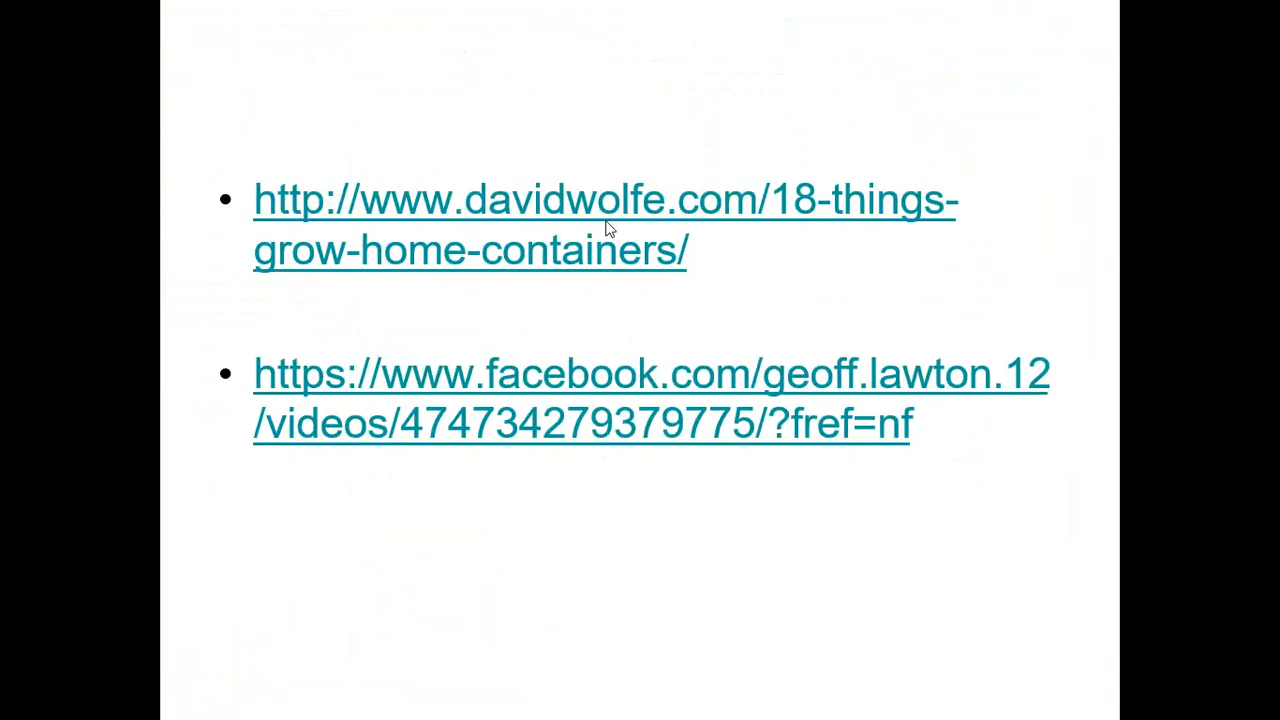 • http://www.davidwolfe.com/18-things-
grow-home-containers/
• https://www.facebook.com/geoff.lawton.12
/videos/474734279379775/?fref=nf